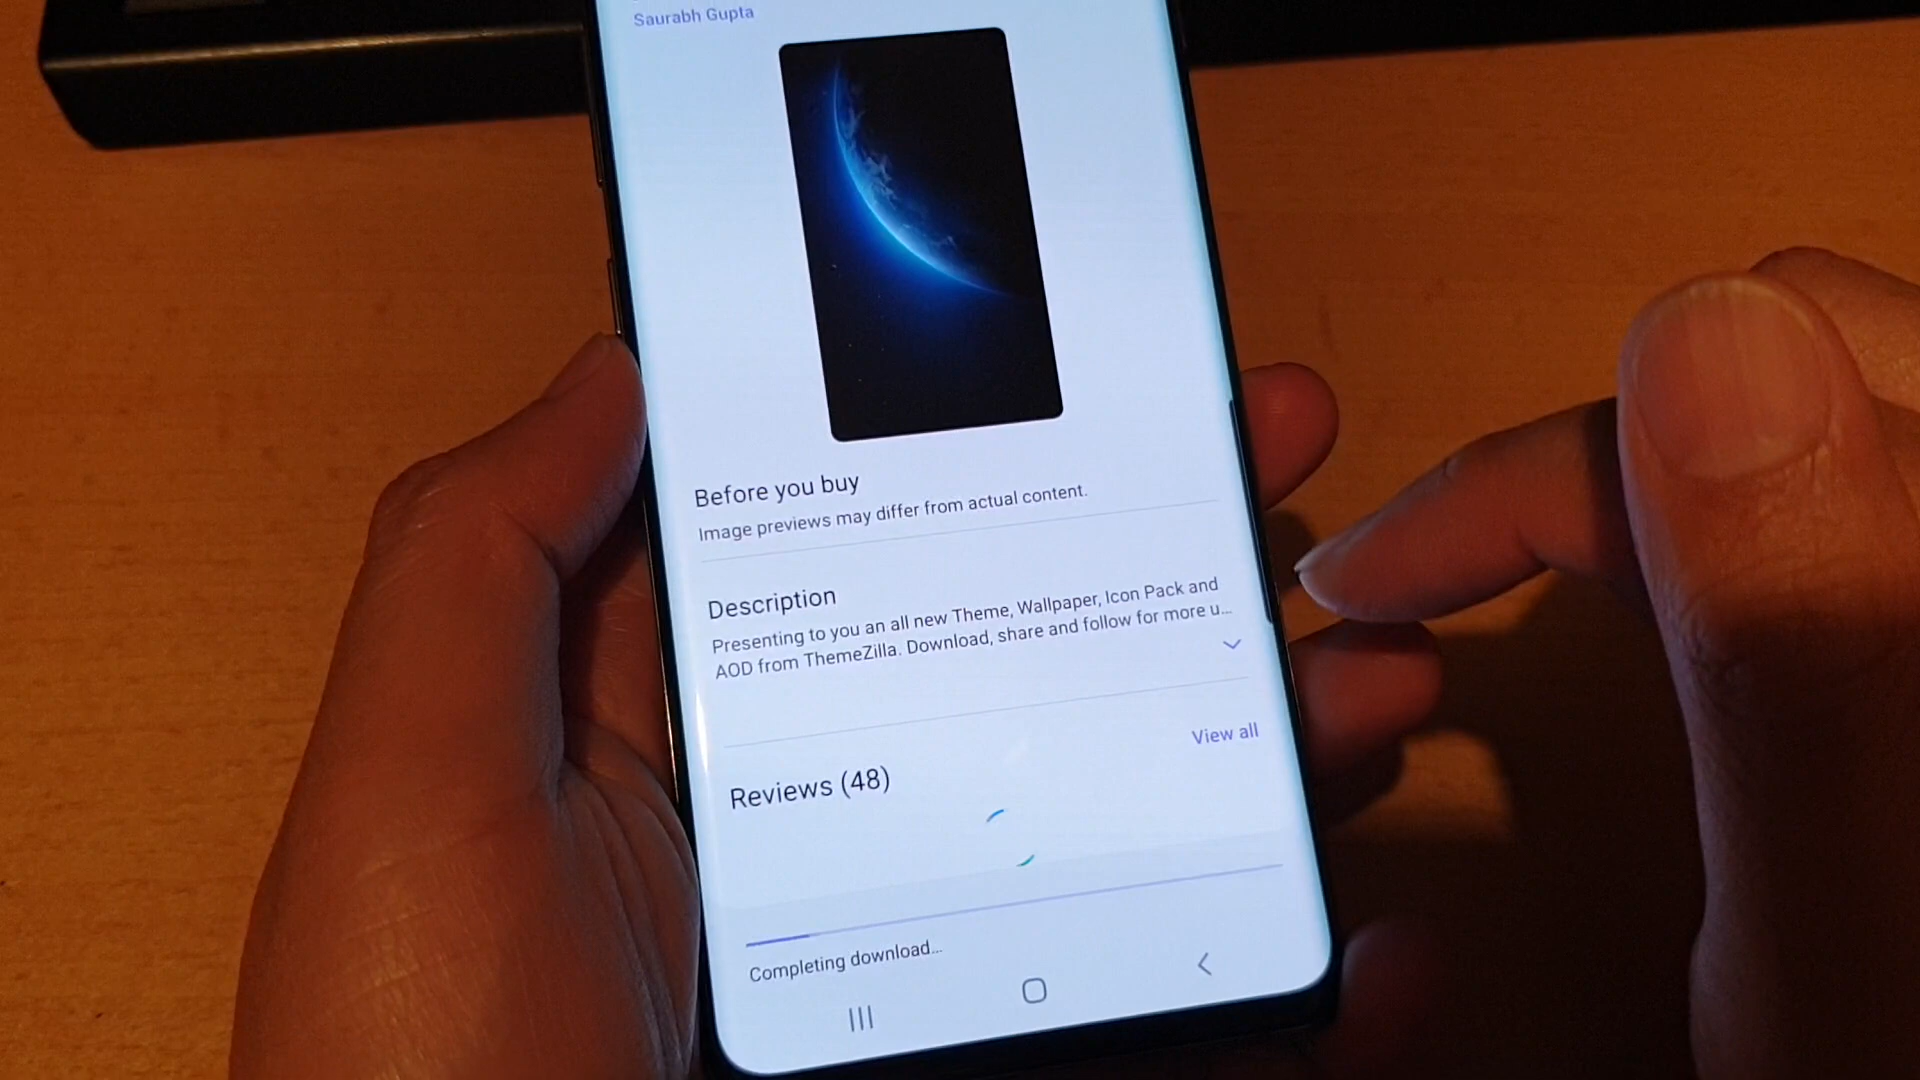 Saurabh Gupta
Before you buy
Image previews may differ from actual content.
Description
Presenting to you an all new Theme, Wallpaper, Icon Pack and
AOD from ThemeZilla. Download, share and follow for more u...
View all
Reviews (48)
Completing download...